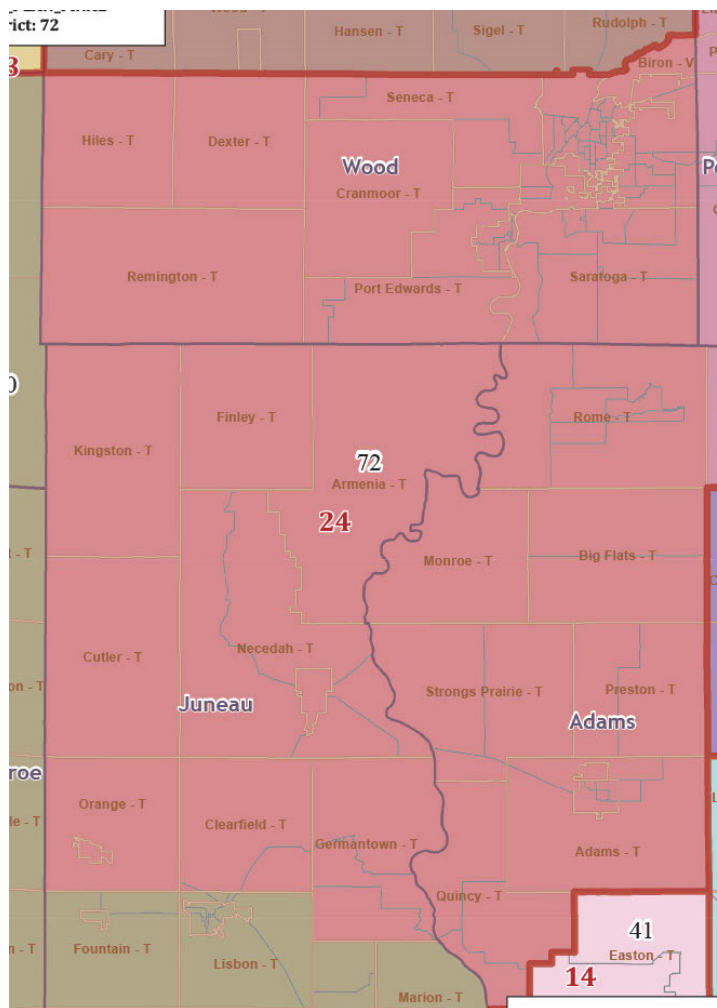 rict: 72
Hansen - T
Sigel - T
Rudolph - T
Cary - T
Biron - V
3
Seneca - T
Hiles - T
Dexter - T
Wood
Cranmoor - T
Remington - T
Port Edwards - T
Saratoga - T
Finley - T
Rome - T
Kingston - T
72
Armenia - T
24
Monroe - T
Big Flats - T
Necedah - T
Cutler - T
Strongs Prairie - T
Preston - T
Juneau
Adams
roe
Orange - T
Clearfield - T
Germantown - T
Adams - T
Quincy - T
41
Fountain - T
Lisbon - T
Easton - T
14
Marion - T